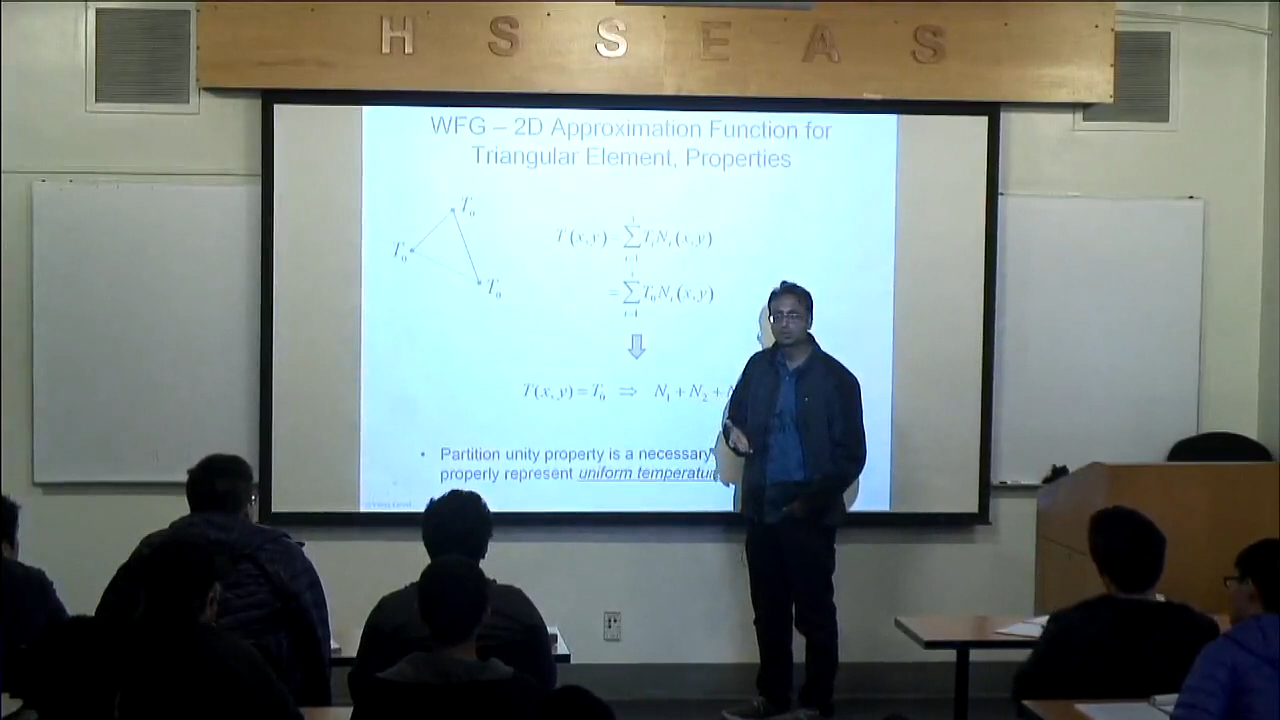 H S S E A S
WFG – 2D Approximation Function for
Triangular Element, Properties
T₀
T₀
T₀
T(x,y) = ∑ TᵢNᵢ(x,y)
= ∑ T₀Nᵢ(x,y)
T(x,y) = T₀ ⇒ N₁ + N₂ +
• Partition unity property is a necessary
properly represent uniform temperatur